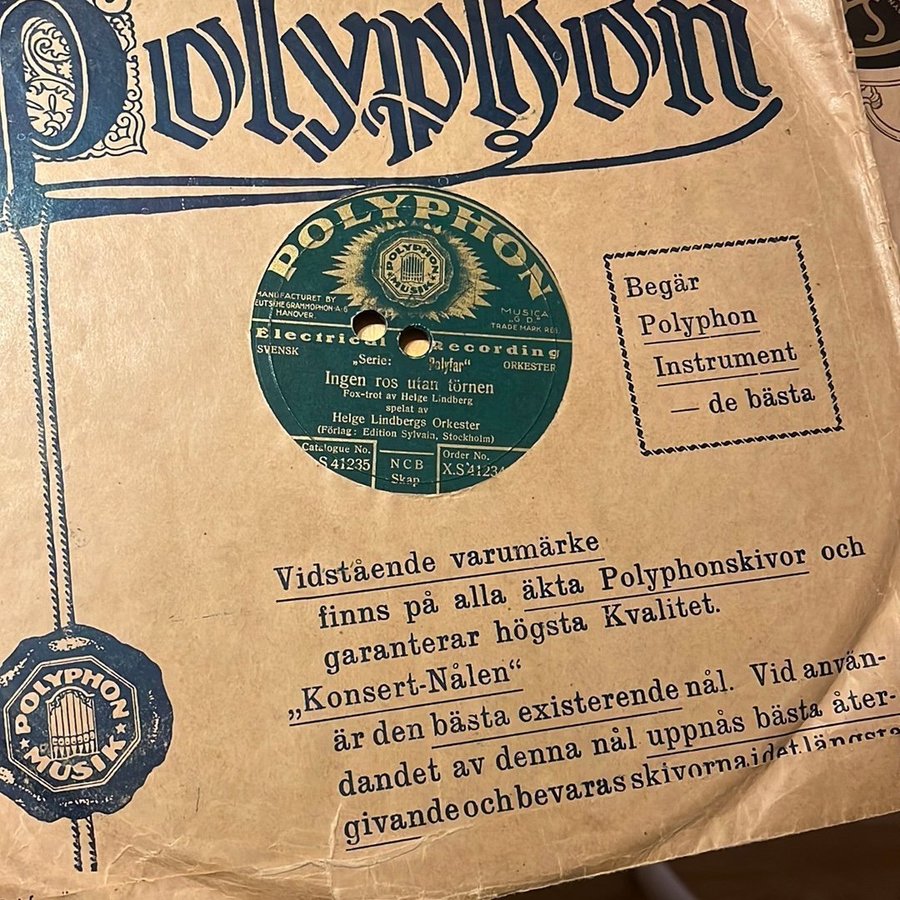 Polyphon
POLYPHON
POLYPHON
MUSIK
MANUFACTURET BY
DEUTSCHE GRAMMOPHON-A.G
HANOVER.
MUSICA
TRADE MARK REG.
Electrical Recording
SVENSK
„Serie: Polyfar“
ORKESTER
Ingen ros utan törnen
Fox-trot av Helge Lindberg
spelat av
Helge Lindbergs Orkester
(Förlag: Edition Sylvain, Stockholm)
Catalogue No.
.S 41235
NCB
Skap
Order No.
X.S 41234
Begär
Polyphon
Instrument
— de bästa
Vidstående varumärke
finns på alla äkta Polyphonskivor och
garanterar högsta Kvalitet.
„Konsert-Nålen“
är den bästa existerende nål. Vid använ-
dandet av denna nål uppnås bästa åter-
givande och bevaras skivorna i det längsta
POLYPHON
MUSIK